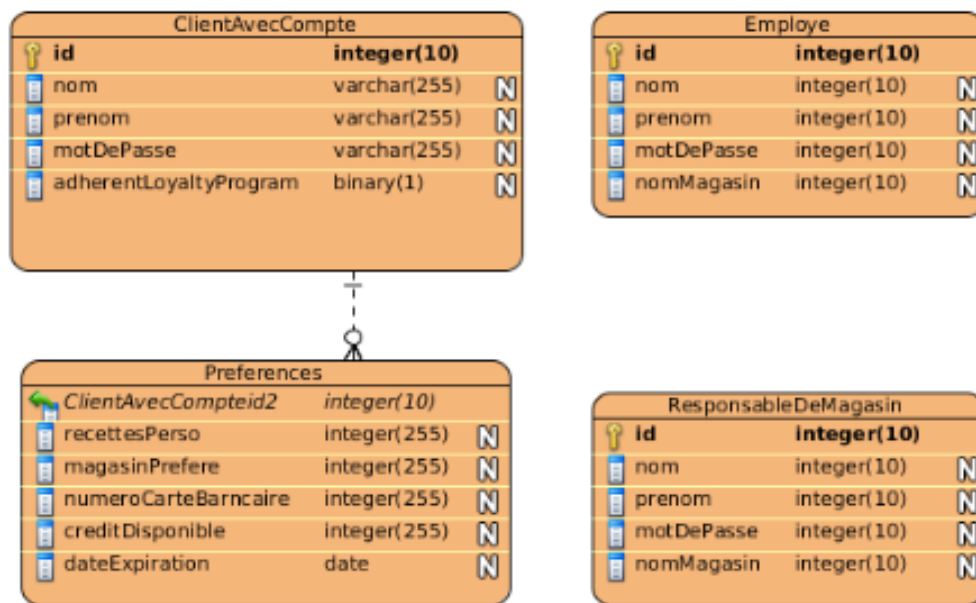 ClientAvecCompte
id integer(10)
nom varchar(255) N
prenom varchar(255) N
motDePasse varchar(255) N
adherentLoyaltyProgram binary(1) N
Employe
id integer(10)
nom integer(10) N
prenom integer(10) N
motDePasse integer(10) N
nomMagasin integer(10) N
Preferences
ClientAvecCompteid2 integer(10)
recettesPerso integer(255) N
magasinPrefere integer(255) N
numeroCarteBarncaire integer(255) N
creditDisponible integer(255) N
dateExpiration date N
ResponsableDeMagasin
id integer(10)
nom integer(10) N
prenom integer(10) N
motDePasse integer(10) N
nomMagasin integer(10) N